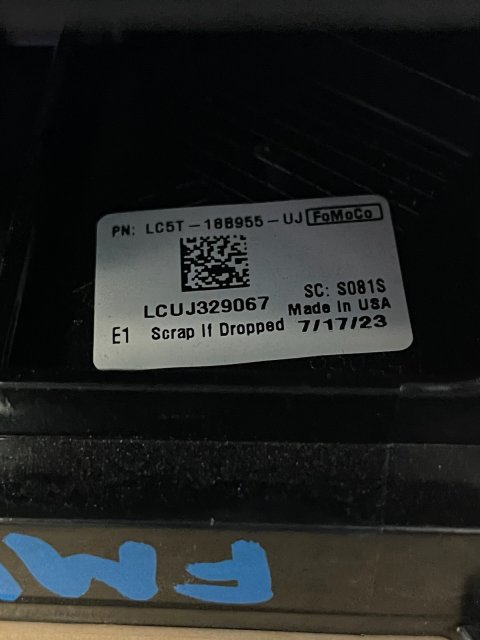 PN: LC5T-18B955-UJ FoMoCo
LCUJ329067
SC: S081S
Made In USA
E1 Scrap If Dropped 7/17/23